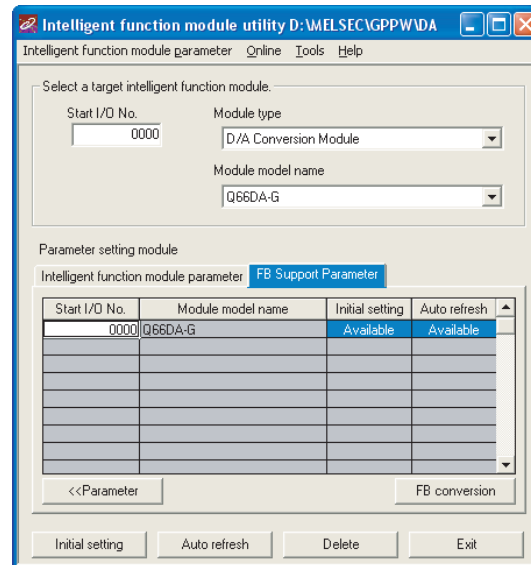 Intelligent function module utility D:\MELSEC\GPPW\DA
Intelligent function module parameter Online Tools Help
Select a target intelligent function module.
Start I/O No.
0000
Module type
D/A Conversion Module
Module model name
Q66DA-G
Parameter setting module
Intelligent function module parameter FB Support Parameter
Start I/O No. Module model name Initial setting Auto refresh
0000 Q66DA-G Available Available
<<Parameter FB conversion
Initial setting Auto refresh Delete Exit